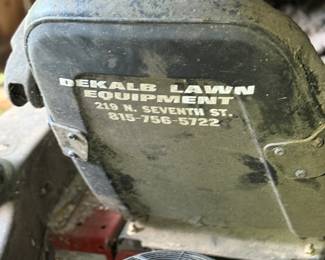 DEKALB LAWN
EQUIPMENT
219 N. SEVENTH ST.
815-756-5722